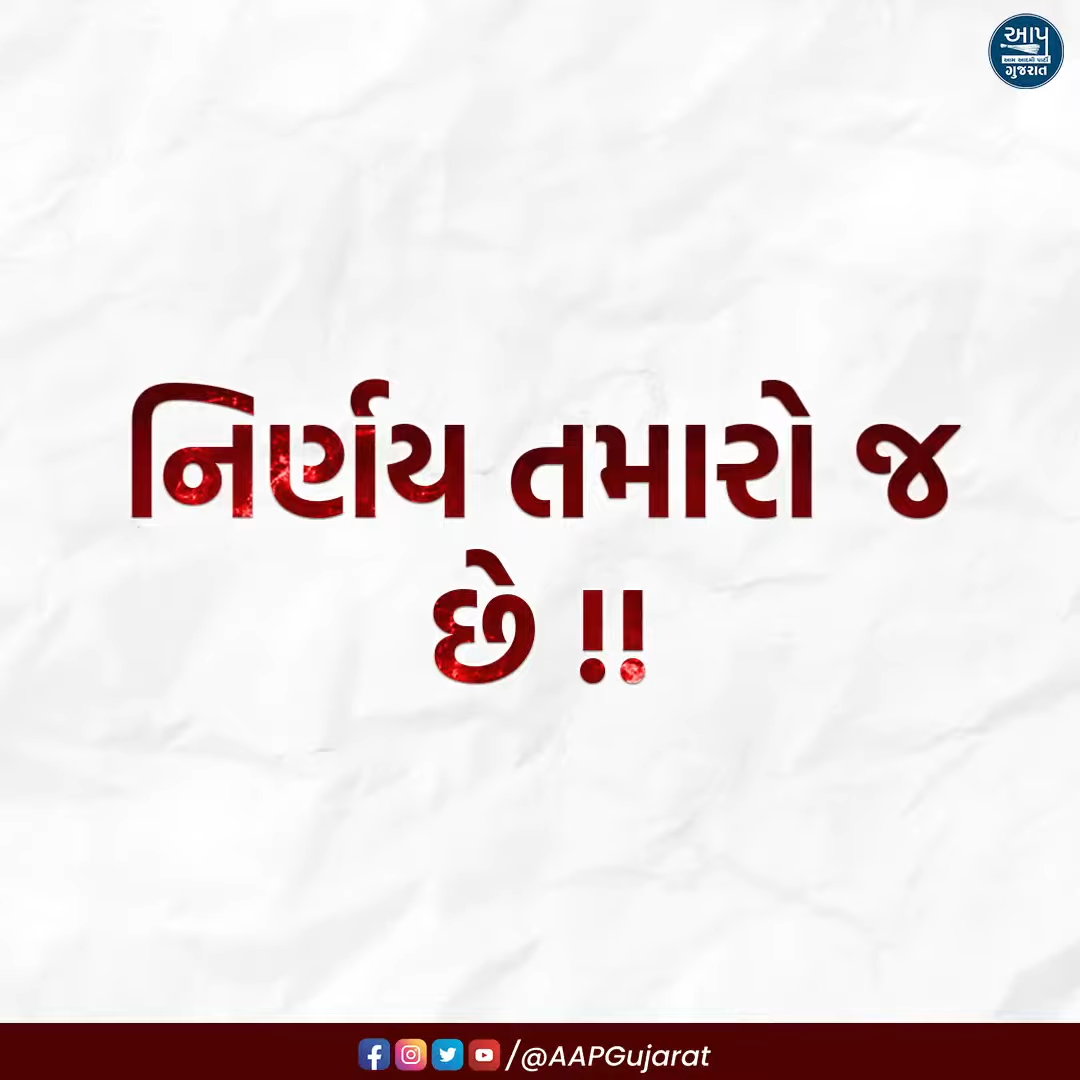 આપ
આમ આદમી પાર્ટી
ગુજરાત
નિર્ણય તમારો જ
છે !!
/@AAPGujarat